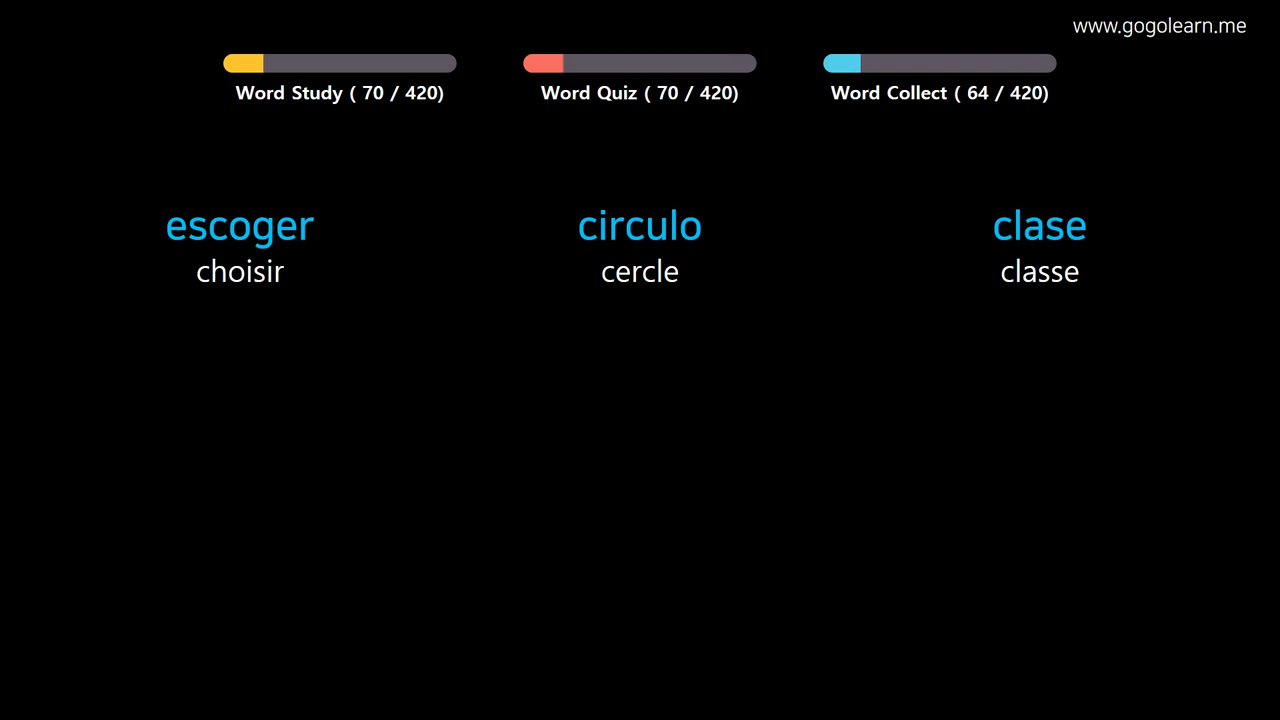 www.gogolearn.me
Word Study ( 70 / 420)
Word Quiz ( 70 / 420)
Word Collect ( 64 / 420)
escoger
circulo
clase
choisir
cercle
classe